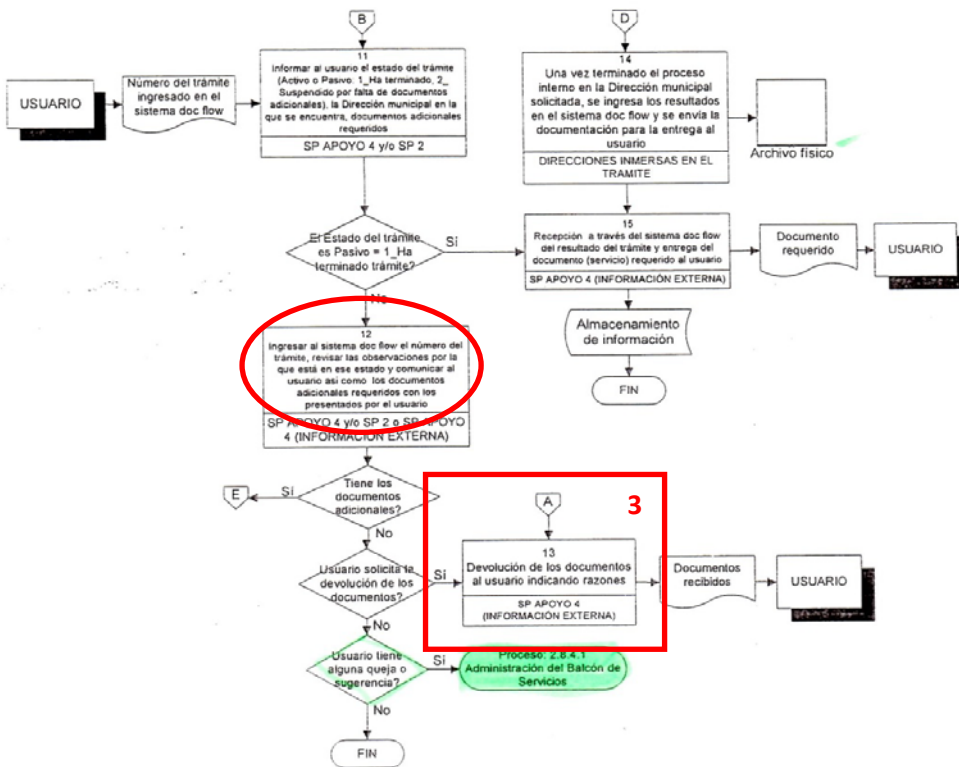 B
11
Informar al usuario el estado del trámite
(Activo o Pasivo: 1_Ha terminado, 2_
Suspendido por falta de documentos
adicionales), la Dirección municipal en la
que se encuentra, documentos adicionales
requeridos
SP APOYO 4 y/o SP 2
USUARIO
Número del trámite
ingresado en el
sistema doc flow
D
14
Una vez terminado el proceso
interno en la Dirección municipal
solicitada, se ingresa los resultados
en el sistema doc flow y se envía la
documentación para la entrega al
usuario
DIRECCIONES INMERSAS EN EL
TRAMITE
Archivo físico
El Estado del trámite
es Pasivo = 1_Ha
terminado trámite?
Sí
No
15
Recepción a través del sistema doc flow
del resultado del trámite y entrega del
documento (servicio) requerido al usuario
SP APOYO 4 (INFORMACIÓN EXTERNA)
Documento
requerido
USUARIO
Almacenamiento
de información
FIN
12
Ingresar al sistema doc flow el número del
trámite, revisar las observaciones por la
que está en ese estado y comunicar al
usuario así como los documentos
adicionales requeridos con los
presentados por el usuario
SP APOYO 4 y/o SP 2 o SP APOYO
4 (INFORMACIÓN EXTERNA)
Tiene los
documentos
adicionales?
Sí
E
No
Usuario solicita la
devolución de los
documentos?
Sí
No
3
A
13
Devolución de los documentos
al usuario indicando razones
SP APOYO 4
(INFORMACIÓN EXTERNA)
Documentos
recibidos
USUARIO
Usuario tiene
alguna queja o
sugerencia?
Sí
No
Proceso: 2.8.4.1
Administración del Balcón de
Servicios
FIN